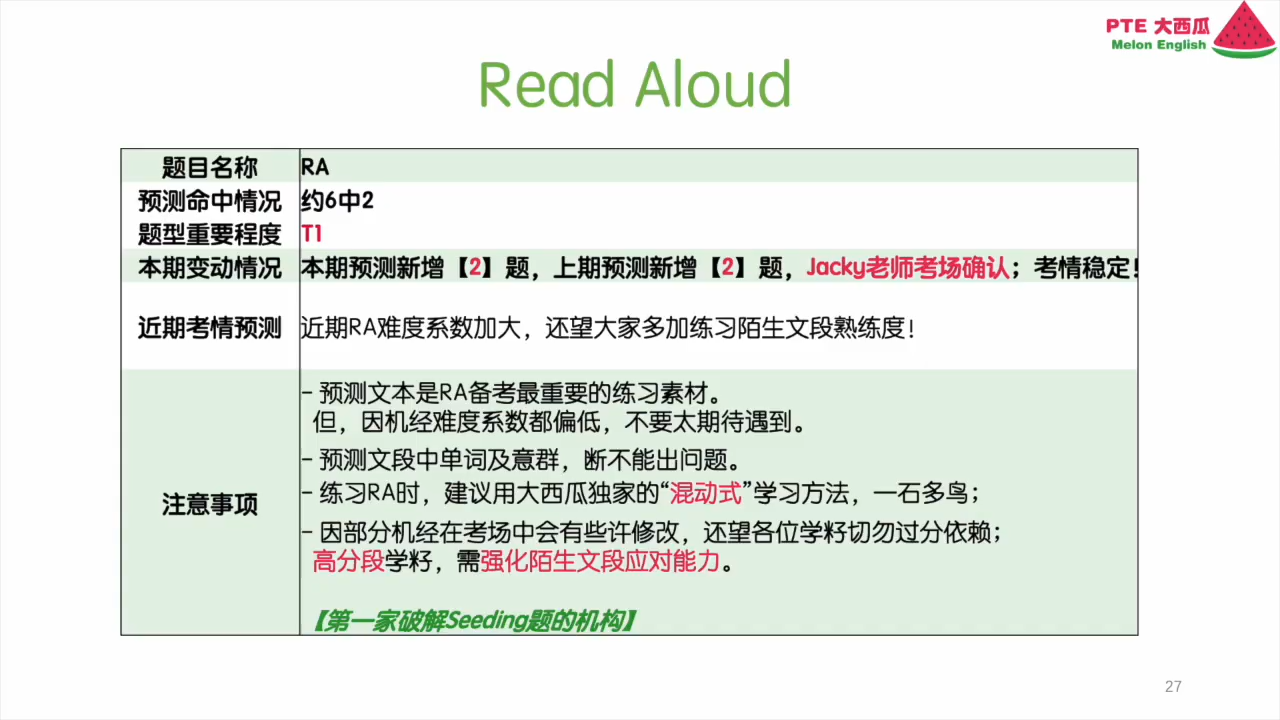 PTE 大西瓜
Melon English
Read Aloud
题目名称 RA
预测命中情况 约6中2
题型重要程度 T1
本期变动情况 本期预测新增【2】题，上期预测新增【2】题，Jacky老师考场确认；考情稳定！
近期考情预测 近期RA难度系数加大，还望大家多加练习陌生文段熟练度！
注意事项
- 预测文本是RA备考最重要的练习素材。
但，因机经难度系数都偏低，不要太期待遇到。
- 预测文段中单词及意群，断不能出问题。
- 练习RA时，建议用大西瓜独家的“混动式”学习方法，一石多鸟；
- 因部分机经在考场中会有些许修改，还望各位学籽切勿过分依赖；
高分段学籽，需强化陌生文段应对能力。
【第一家破解Seeding题的机构】
27